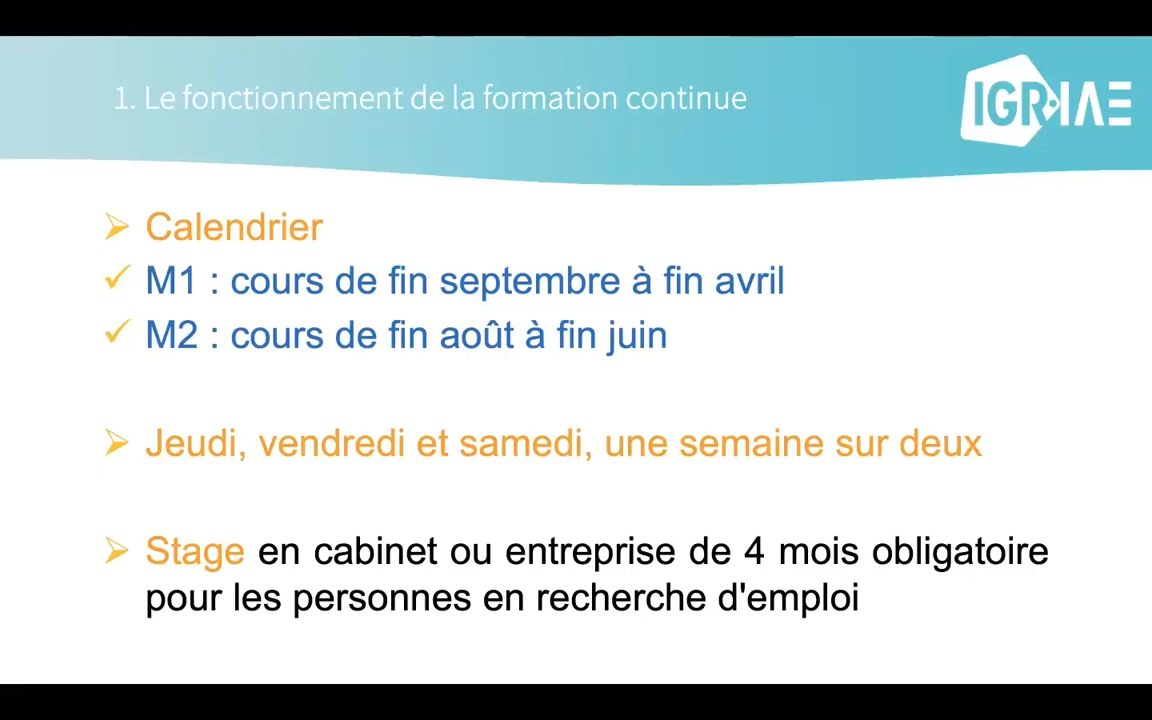 1. Le fonctionnement de la formation continue
IGR-IAE
Calendrier
M1 : cours de fin septembre à fin avril
M2 : cours de fin août à fin juin
Jeudi, vendredi et samedi, une semaine sur deux
Stage en cabinet ou entreprise de 4 mois obligatoire
pour les personnes en recherche d'emploi